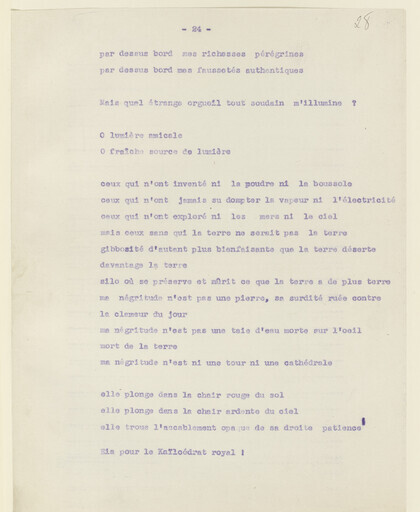 - 24 -
28
par dessus bord mes richesses pérégrines
par dessus bord mes faussetés authentiques
Mais quel étrange orgueil tout soudain m'illumine ?
O lumière amicale
O fraîche source de lumière
ceux qui n'ont inventé ni la poudre ni la boussole
ceux qui n'ont jamais su dompter la vapeur ni l'électricité
ceux qui n'ont exploré ni les mers ni le ciel
mais ceux sans qui la terre ne serait pas la terre
gibbosité d'autant plus bienfaisante que la terre déserte
davantage la terre
silo où se préserve et mûrit ce que la terre a de plus terre
ma négritude n'est pas une pierre, sa surdité ruée contre
la clameur du jour
ma négritude n'est pas une taie d'eau morte sur l'oeil
mort de la terre
ma négritude n'est ni une tour ni une cathédrale
elle plonge dans la chair rouge du sol
elle plonge dans la chair ardente du ciel
elle troue l'accablement opaque de sa droite patience
Eia pour le Kaïlcédrat royal !